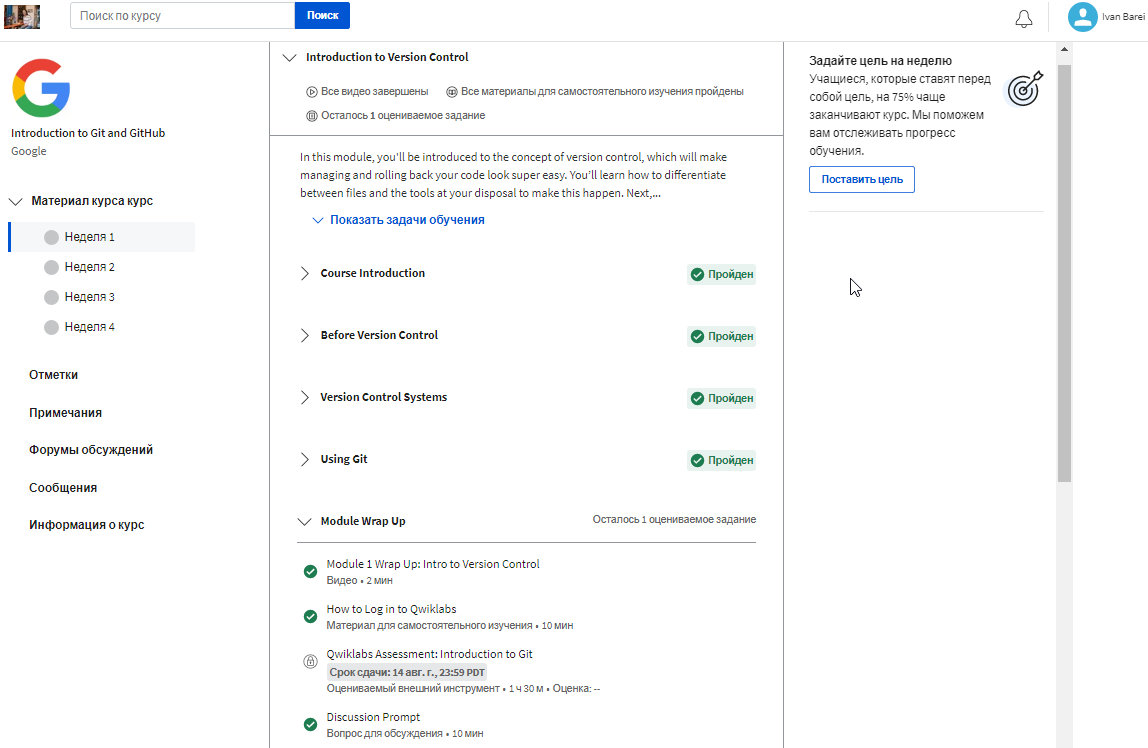 Поиск по курсу
Поиск
Ivan Barei
Introduction to Git and GitHub
Google
Материал курса курс
Неделя 1
Неделя 2
Неделя 3
Неделя 4
Отметки
Примечания
Форумы обсуждений
Сообщения
Информация о курс
Introduction to Version Control
Все видео завершены Все материалы для самостоятельного изучения пройдены
Осталось 1 оцениваемое задание
In this module, you'll be introduced to the concept of version control, which will make
managing and rolling back your code look super easy. You'll learn how to differentiate
between files and the tools at your disposal to make this happen. Next,...
Показать задачи обучения
Course Introduction Пройден
Before Version Control Пройден
Version Control Systems Пройден
Using Git Пройден
Module Wrap Up Осталось 1 оцениваемое задание
Module 1 Wrap Up: Intro to Version Control
Видео • 2 мин
How to Log in to Qwiklabs
Материал для самостоятельного изучения • 10 мин
Qwiklabs Assessment: Introduction to Git
Срок сдачи: 14 авг. г., 23:59 PDT
Оцениваемый внешний инструмент • 1 ч 30 м • Оценка: --
Discussion Prompt
Вопрос для обсуждения • 10 мин
Задайте цель на неделю
Учащиеся, которые ставят перед
собой цель, на 75% чаще
заканчивают курс. Мы поможем
вам отслеживать прогресс
обучения.
Поставить цель